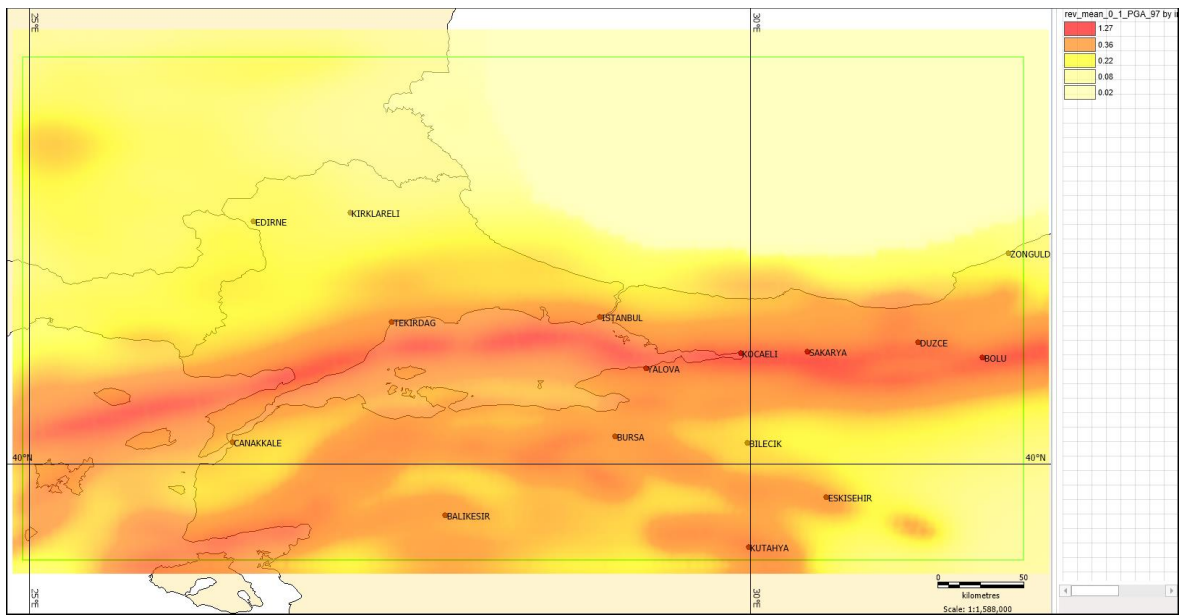 25°E
30°E
rev_mean_0_1_PGA_97 by i
1.27
0.36
0.22
0.08
0.02
KIRKLARELI
EDIRNE
ZONGULD
ISTANBUL
TEKIRDAG
DUZCE
KOCAELI
SAKARYA
BOLU
YALOVA
BURSA
CANAKKALE
BILECIK
40°N
40°N
ESKISEHIR
BALIKESIR
KUTAHYA
0
50
kilometres
25°E
30°E
Scale: 1:1,588,000